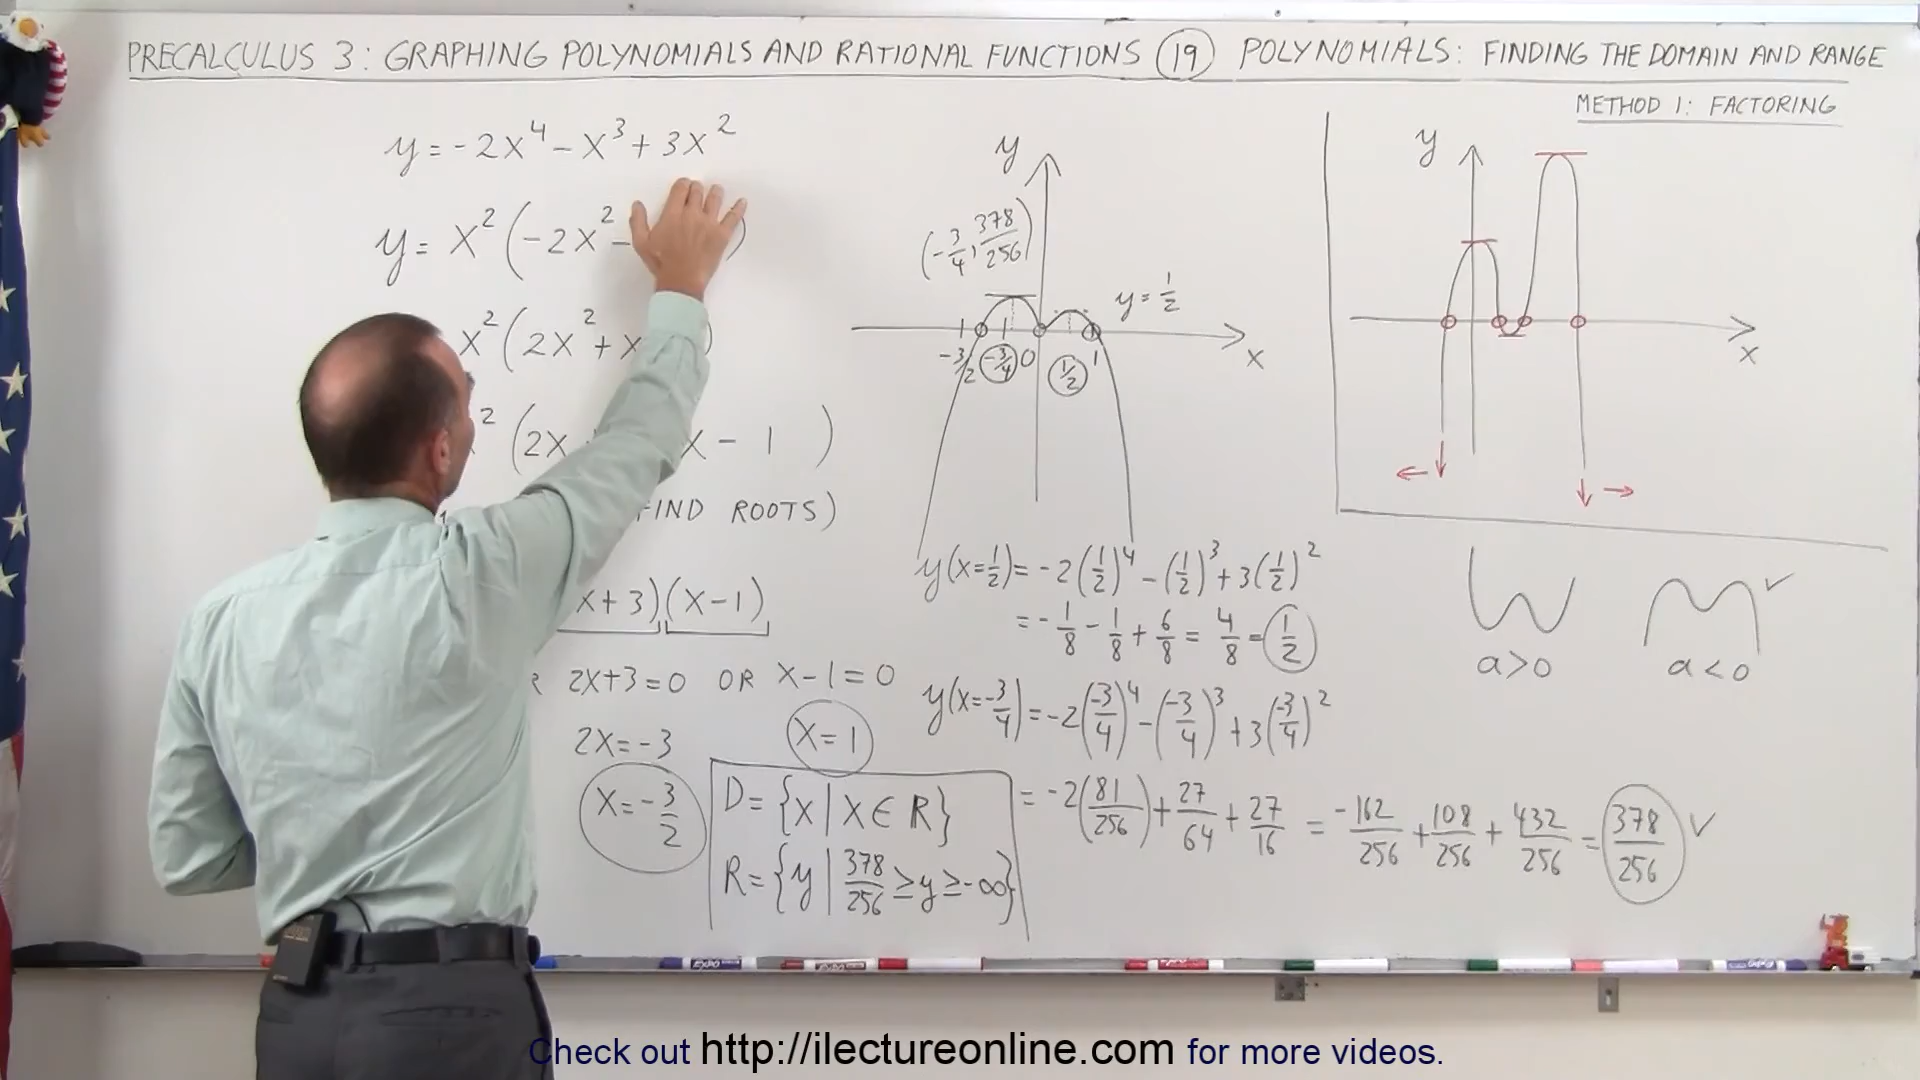 PRECALCULUS 3: GRAPHING POLYNOMIALS AND RATIONAL FUNCTIONS (19) POLYNOMIALS: FINDING THE DOMAIN AND RANGE
METHOD 1: FACTORING
y = -2x⁴ - x³ + 3x²
y = x²(-2x² - )
x²(2x² + x )
² (2x x - 1 )
FIND ROOTS)
x+3)(x-1)
R 2x+3=0 OR x-1=0
2x=-3
x=1
x=-3/2
D={x|x∈R}
R={y|378/256 ≥ y ≥ -∞}
y
(-3/4, 378/256)
y=1/2
-3/2 -3/4 0 1/2 1 x
y(x=1/2)=-2(1/2)⁴-(1/2)³+3(1/2)²
=-1/8-1/8+6/8=4/8=1/2
y(x=-3/4)=-2(-3/4)⁴-(-3/4)³+3(-3/4)²
=-2(81/256)+27/64+27/16=-162/256+108/256+432/256=378/256 ✓
y
x
✓
a>0 a<0
EXPO
Check out http://ilectureonline.com for more videos.